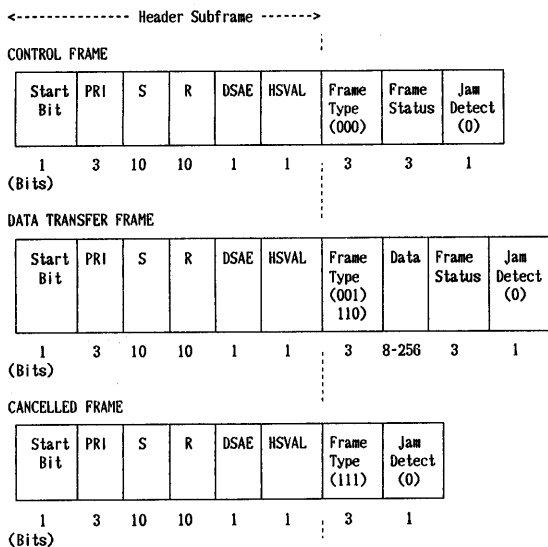 <--------------- Header Subframe ------->
CONTROL FRAME
Start PRI S R DSAE HSVAL Frame Frame Jam
Bit Type Status Detect
(000) (0)
1 3 10 10 1 1 3 3 1
(Bits)
DATA TRANSFER FRAME
Start PRI S R DSAE HSVAL Frame Data Frame Jam
Bit Type Status Detect
(001) (0)
110)
1 3 10 10 1 1 3 8-256 3 1
(Bits)
CANCELLED FRAME
Start PRI S R DSAE HSVAL Frame Jam
Bit Type Detect
(111) (0)
1 3 10 10 1 1 3 1
(Bits)